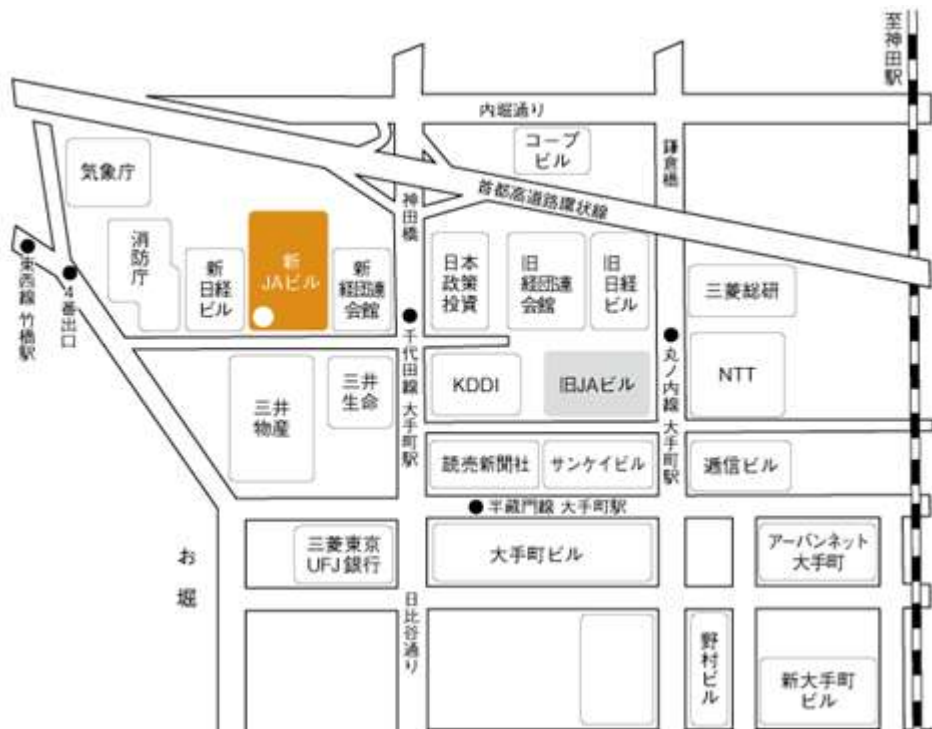 至神田駅
内堀通り
コープ
ビル
鎌倉橋
気象庁
首都高道路環状線
神田橋
消防庁
新
日経
ビル
新
JAビル
新
経団連
会館
日本
政策
投資
旧
経団連
会館
旧
日経
ビル
三菱総研
東西線 竹橋駅
4番出口
千代田線 大手町駅
丸ノ内線 大手町駅
三井
物産
三井
生命
KDDI
旧JAビル
NTT
読売新聞社
サンケイビル
逓信ビル
半蔵門線 大手町駅
お堀
三菱東京
UFJ銀行
大手町ビル
アーバンネット
大手町
日比谷通り
野村ビル
新大手町
ビル